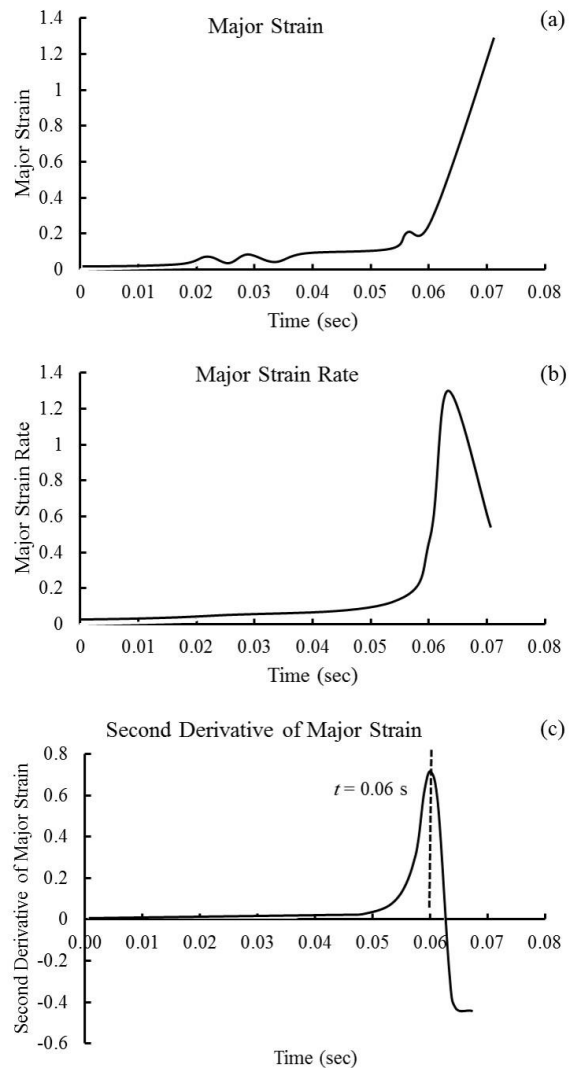 Major Strain
(a)
Major Strain
1.4
1.2
1
0.8
0.6
0.4
0.2
0
0 0.01 0.02 0.03 0.04 0.05 0.06 0.07 0.08
Time (sec)
Major Strain Rate
(b)
Major Strain Rate
1.4
1.2
1
0.8
0.6
0.4
0.2
0
0 0.01 0.02 0.03 0.04 0.05 0.06 0.07 0.08
Time (sec)
Second Derivative of Major Strain
(c)
Second Derivative of Major Strain
0.8
0.6
0.4
0.2
0
-0.2
-0.4
-0.6
t = 0.06 s
0.00 0.01 0.02 0.03 0.04 0.05 0.06 0.07 0.08
Time (sec)